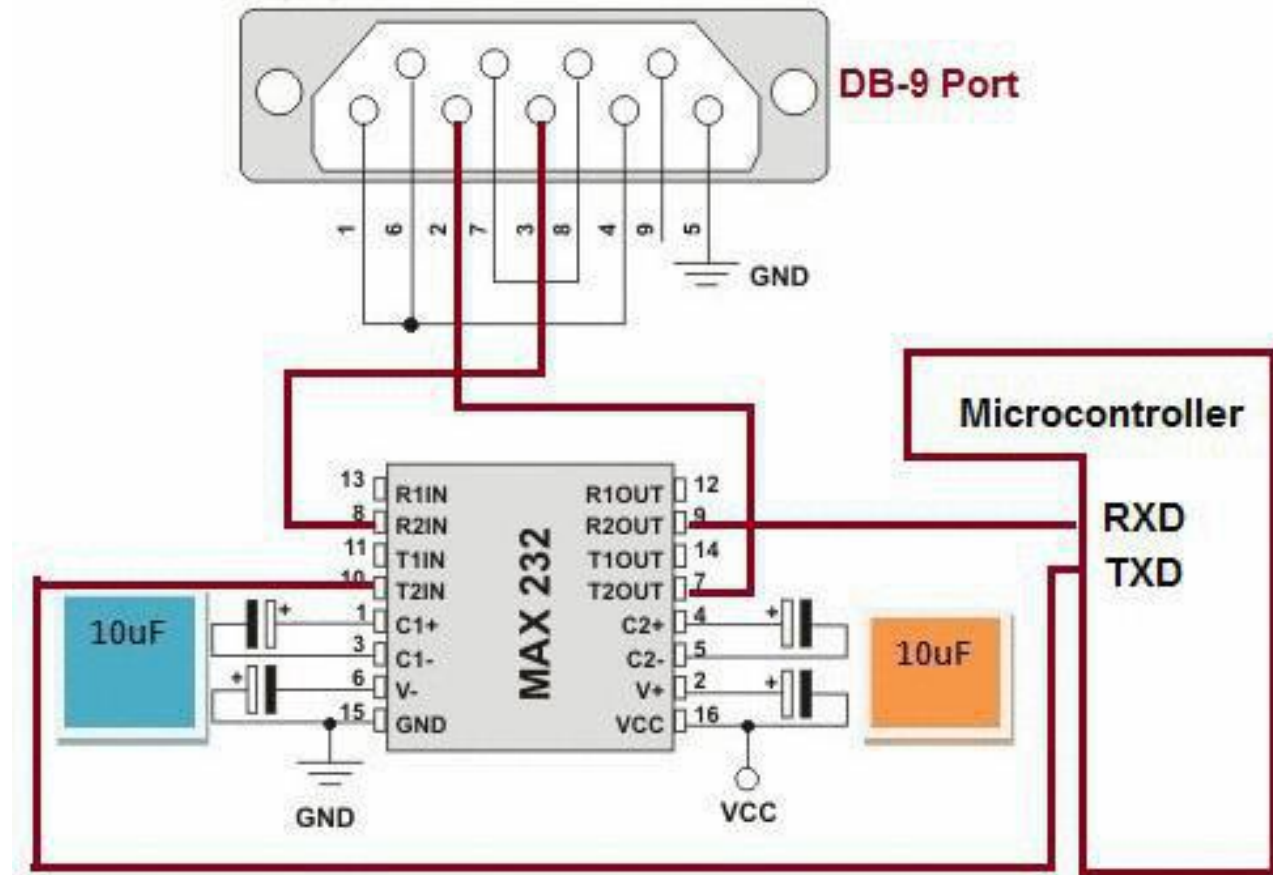 DB-9 Port
1 6 2 7 3 8 4 9 5
GND
Microcontroller
RXD
TXD
MAX 232
13 R1IN R1OUT 12
8 R2IN R2OUT 9
11 T1IN T1OUT 14
10 T2IN T2OUT 7
1 C1+ C2+ 4
3 C1- C2- 5
6 V- V+ 2
15 GND VCC 16
+ +
+ +
10uF
10uF
GND
VCC